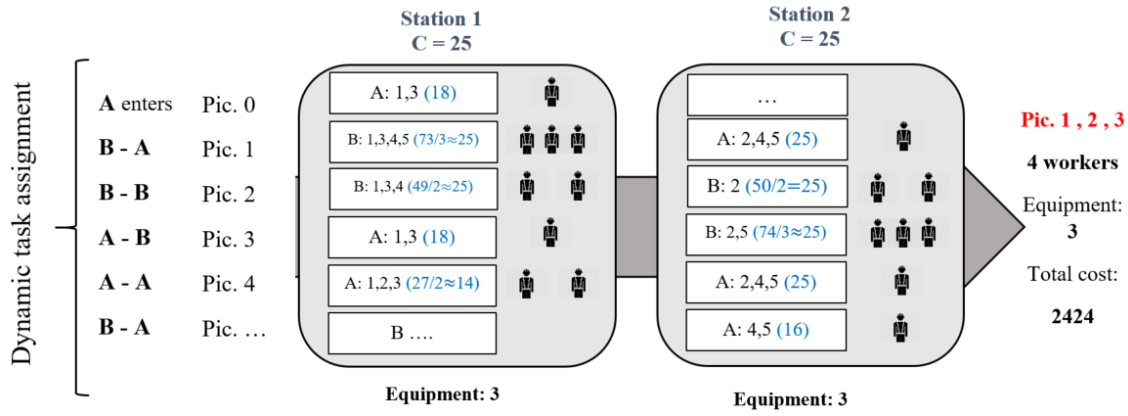 Station 1
C = 25
Station 2
C = 25
Dynamic task assignment
A enters Pic. 0
B - A Pic. 1
B - B Pic. 2
A - B Pic. 3
A - A Pic. 4
B - A Pic. …
A: 1,3 (18)
B: 1,3,4,5 (73/3≈25)
B: 1,3,4 (49/2≈25)
A: 1,3 (18)
A: 1,2,3 (27/2≈14)
B ….
Equipment: 3
…
A: 2,4,5 (25)
B: 2 (50/2=25)
B: 2,5 (74/3≈25)
A: 2,4,5 (25)
A: 4,5 (16)
Equipment: 3
Pic. 1 , 2 , 3
4 workers
Equipment:
3
Total cost:
2424